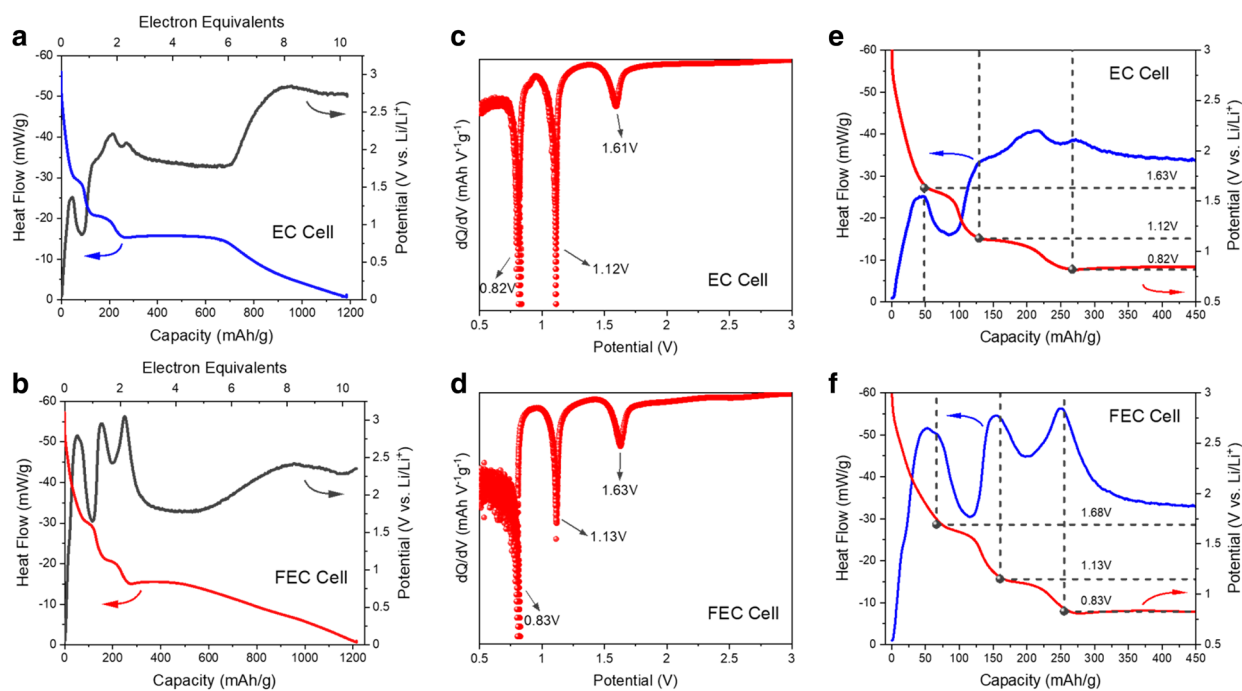 a
Electron Equivalents
0 2 4 6 8 10
-60
-50
-40
-30
-20
-10
0
Heat Flow (mW/g)
3
2.5
2
1.5
1
0.5
0
Potential (V vs. Li/Li⁺)
EC Cell
0 200 400 600 800 1000 1200
Capacity (mAh/g)
c
dQ/dV (mAh V⁻¹g⁻¹)
1.61V
1.12V
0.82V
EC Cell
0.5 1 1.5 2 2.5 3
Potential (V)
e
-60
-50
-40
-30
-20
-10
0
Heat Flow (mW/g)
3
2.5
2
1.5
1
0.5
Potential (V vs. Li/Li⁺)
EC Cell
1.63V
1.12V
0.82V
0 50 100 150 200 250 300 350 400 450
Capacity (mAh/g)
b
Electron Equivalents
0 2 4 6 8 10
-60
-50
-40
-30
-20
-10
0
Heat Flow (mW/g)
3
2.5
2
1.5
1
0.5
0
Potential (V vs. Li/Li⁺)
FEC Cell
0 200 400 600 800 1000 1200
Capacity (mAh/g)
d
dQ/dV (mAh V⁻¹g⁻¹)
1.63V
1.13V
0.83V
FEC Cell
0.5 1 1.5 2 2.5 3
Potential (V)
f
-60
-50
-40
-30
-20
-10
0
Heat Flow (mW/g)
3
2.5
2
1.5
1
0.5
Potential (V vs. Li/Li⁺)
FEC Cell
1.68V
1.13V
0.83V
0 50 100 150 200 250 300 350 400 450
Capacity (mAh/g)